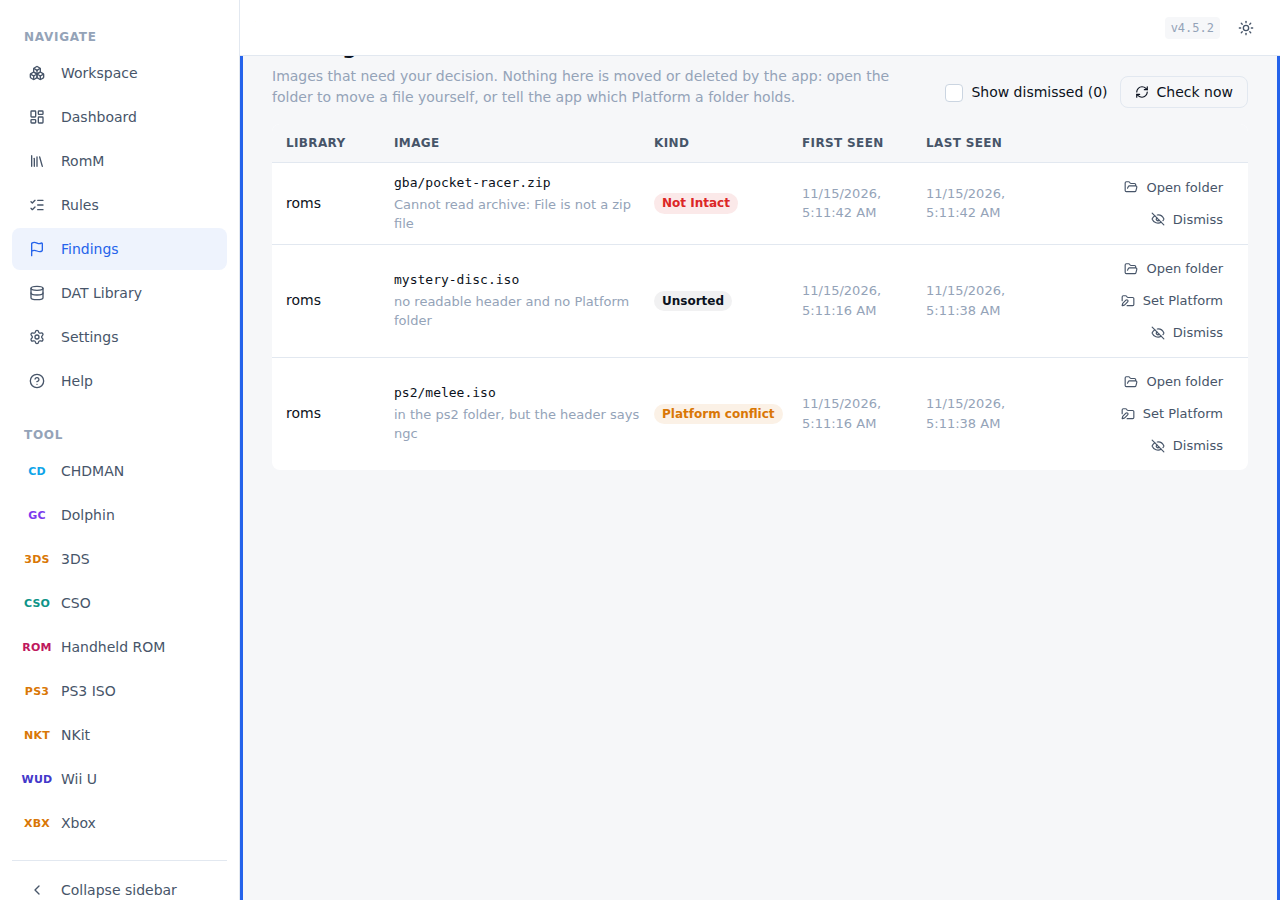 NAVIGATE
Workspace
Dashboard
RomM
Rules
Findings
DAT Library
Settings
Help
TOOL
CD CHDMAN
GC Dolphin
3DS 3DS
CSO CSO
ROM Handheld ROM
PS3 PS3 ISO
NKT NKit
WUD Wii U
XBX Xbox
Collapse sidebar
v4.5.2
Images that need your decision. Nothing here is moved or deleted by the app: open the
folder to move a file yourself, or tell the app which Platform a folder holds.
Show dismissed (0)
Check now
LIBRARY IMAGE KIND FIRST SEEN LAST SEEN
roms
gba/pocket-racer.zip
Cannot read archive: File is not a zip
file
Not Intact
11/15/2026,
5:11:42 AM
11/15/2026,
5:11:42 AM
Open folder
Dismiss
roms
mystery-disc.iso
no readable header and no Platform
folder
Unsorted
11/15/2026,
5:11:16 AM
11/15/2026,
5:11:38 AM
Open folder
Set Platform
Dismiss
roms
ps2/melee.iso
in the ps2 folder, but the header says
ngc
Platform conflict
11/15/2026,
5:11:16 AM
11/15/2026,
5:11:38 AM
Open folder
Set Platform
Dismiss